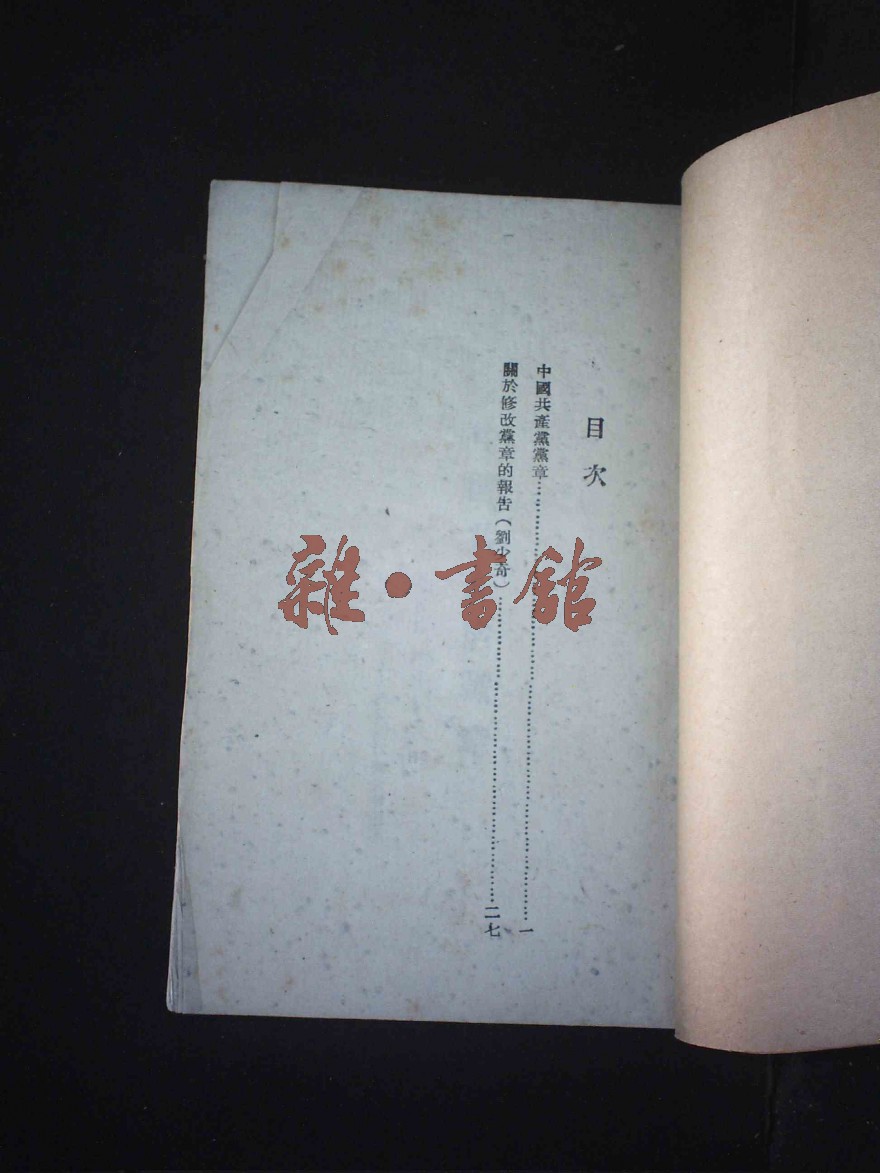 目次
中國共產黨黨章……一
關於修改黨章的報告(劉少奇)……二七
雜·書館